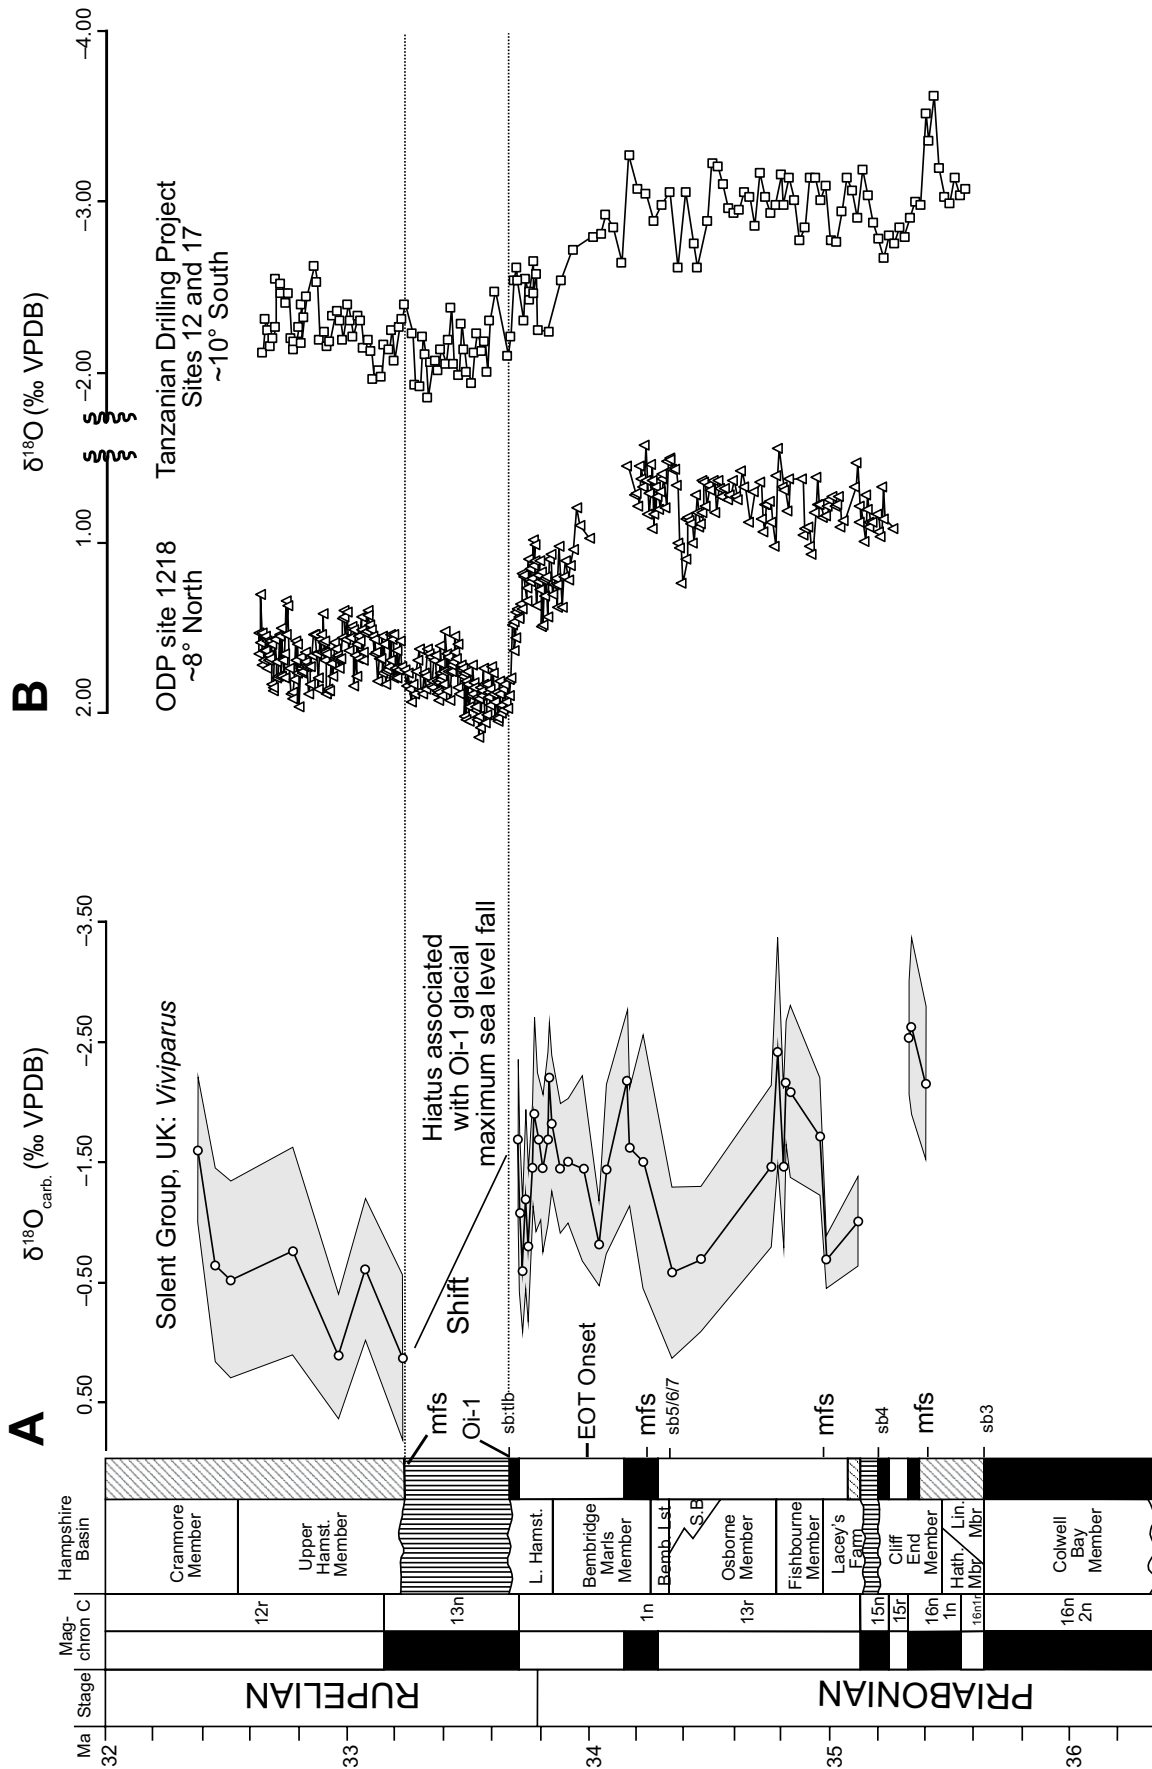 A
B
δ18Ocarb. (‰ VPDB)
0.50
–0.50
–1.50
–2.50
–3.50
δ18O (‰ VPDB)
2.00
1.00
-2.00
-3.00
-4.00
Solent Group, UK: Viviparus
ODP site 1218
~8° North
Tanzanian Drilling Project
Sites 12 and 17
~10° South
Hiatus associated
with Oi-1 glacial
maximum sea level fall
Shift
mfs
Oi-1
sb:tlb
EOT Onset
mfs
sb5/6/7
mfs
sb4
mfs
sb3
Ma
Stage
Mag-
chron C
Hampshire
Basin
32
33
34
35
36
RUPELIAN
PRIABONIAN
12r
13n
1n
13r
15n
15r
16n
1n
16n1r
16n
2n
Cranmore
Member
Upper
Hamst.
Member
L. Hamst.
Bembridge
Marls
Member
Bemb. Lst
S.B
Osborne
Member
Fishbourne
Member
Lacey's
Farm
Cliff
End
Member
Hath.
Mbr
Lin.
Mbr
Colwell
Bay
Member